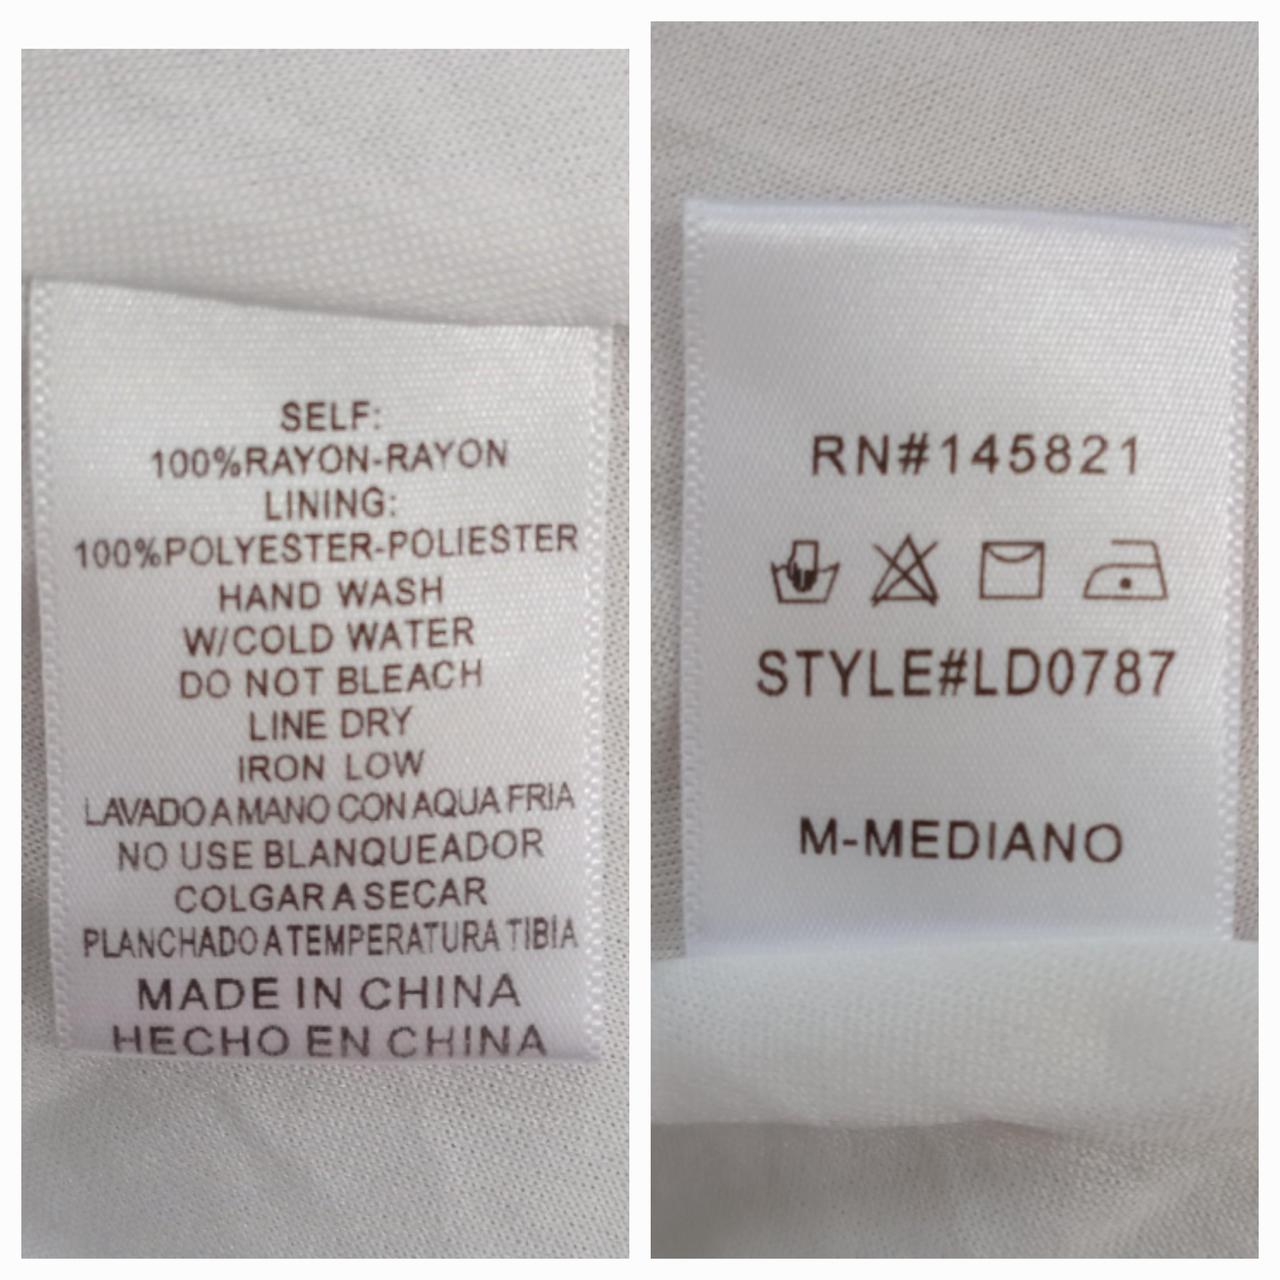 SELF:
100%RAYON-RAYON
LINING:
100%POLYESTER-POLIESTER
HAND WASH
W/COLD WATER
DO NOT BLEACH
LINE DRY
IRON LOW
LAVADO A MANO CON AQUA FRIA
NO USE BLANQUEADOR
COLGAR A SECAR
PLANCHADO A TEMPERATURA TIBIA
MADE IN CHINA
HECHO EN CHINA
RN#145821
STYLE#LD0787
M-MEDIANO